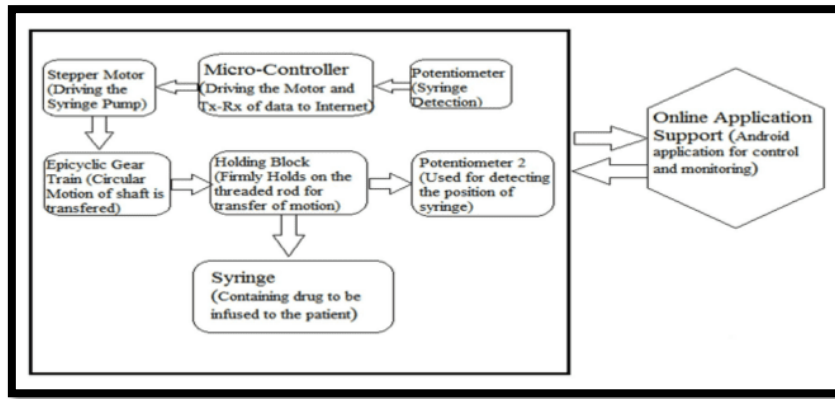 Stepper Motor
(Driving the
Syringe Pump)
Micro-Controller
(Driving the Motor and
Tx-Rx of data to Internet)
Potentiometer
(Syringe
Detection)
Epicyclic Gear
Train (Circular
Motion of shaft is
transfered)
Holding Block
(Firmly Holds on the
threaded rod for
transfer of motion)
Potentiometer 2
(Used for detecting
the position of
syringe)
Syringe
(Containing drug to be
infused to the patient)
Online Application
Support (Android
application for control
and monitoring)